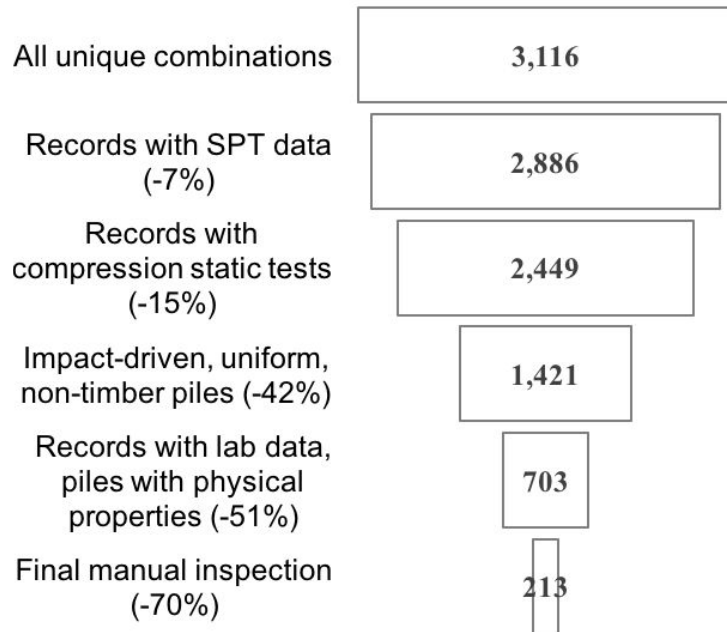 All unique combinations
3,116
Records with SPT data
(-7%)
2,886
Records with
compression static tests
(-15%)
2,449
Impact-driven, uniform,
non-timber piles (-42%)
1,421
Records with lab data,
piles with physical
properties (-51%)
703
Final manual inspection
(-70%)
213